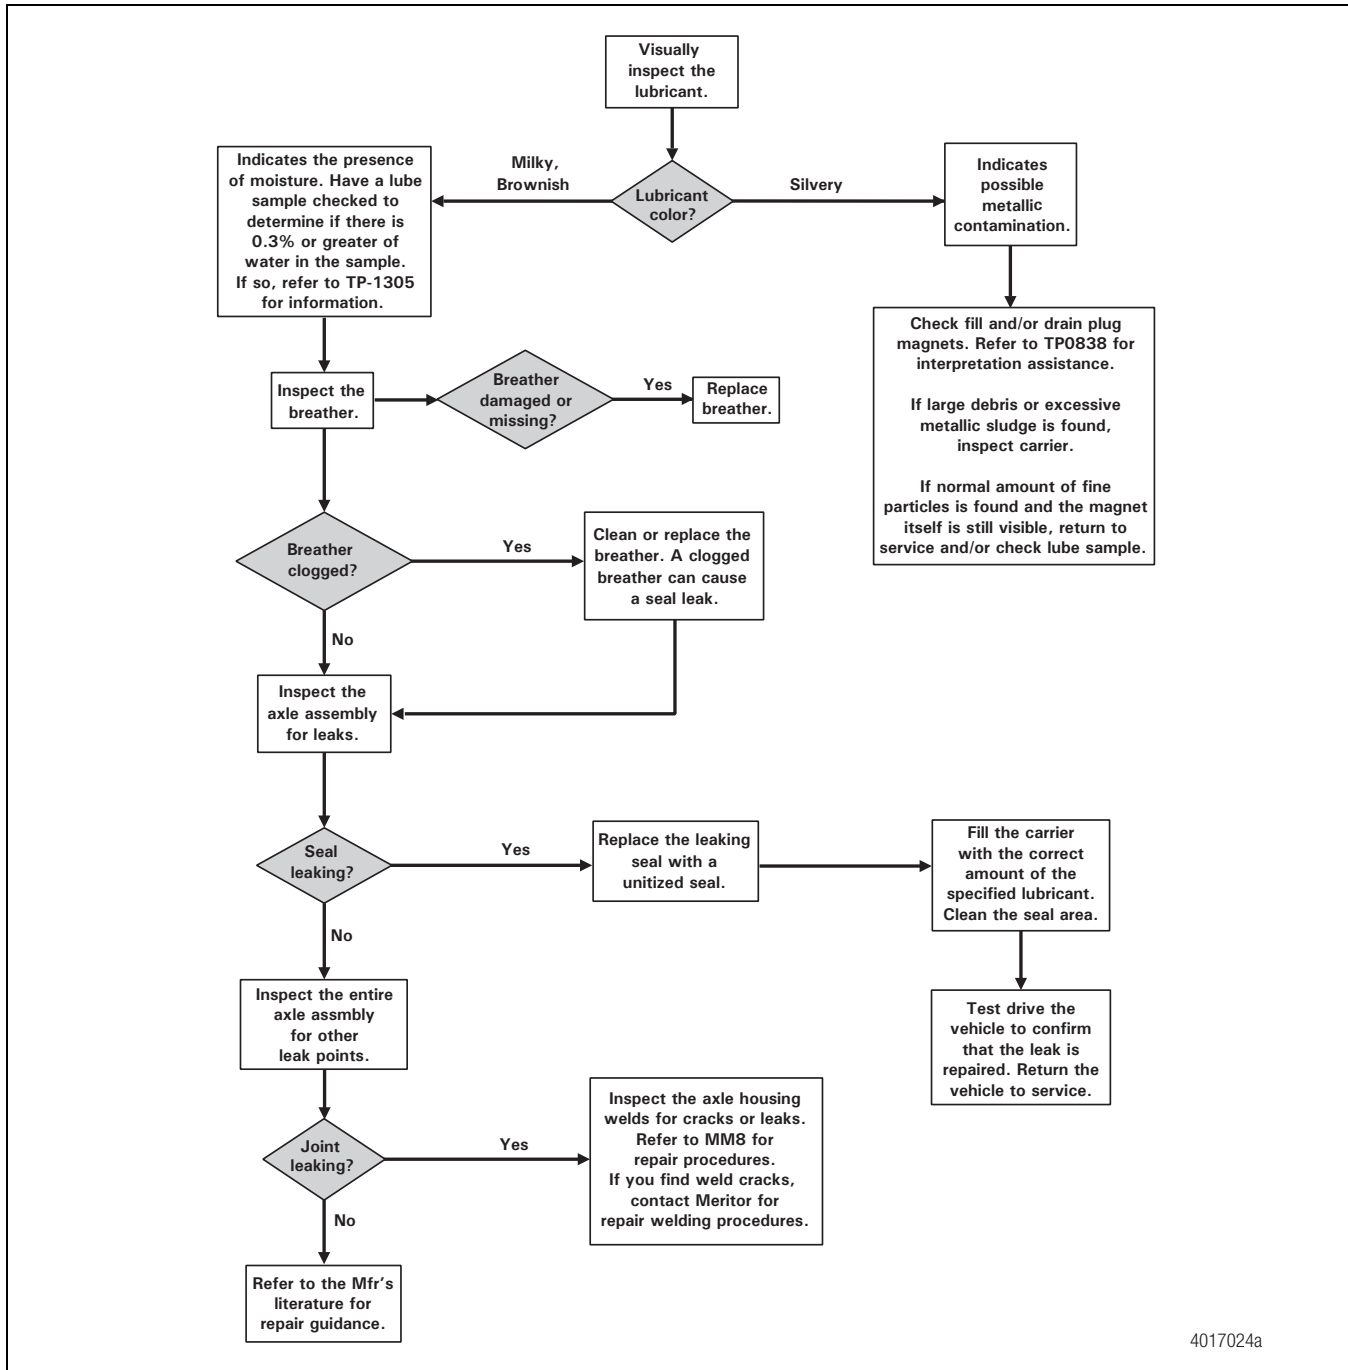 Visually
inspect the
lubricant.
Lubricant
color?
Milky,
Brownish
Silvery
Indicates the presence
of moisture. Have a lube
sample checked to
determine if there is
0.3% or greater of
water in the sample.
If so, refer to TP-1305
for information.
Indicates
possible
metallic
contamination.
Check fill and/or drain plug
magnets. Refer to TP0838 for
interpretation assistance.
If large debris or excessive
metallic sludge is found,
inspect carrier.
If normal amount of fine
particles is found and the magnet
itself is still visible, return to
service and/or check lube sample.
Inspect the
breather.
Breather
damaged or
missing?
Yes
Replace
breather.
Breather
clogged?
Yes
Clean or replace the
breather. A clogged
breather can cause
a seal leak.
No
Inspect the
axle assembly
for leaks.
Seal
leaking?
Yes
Replace the leaking
seal with a
unitized seal.
Fill the carrier
with the correct
amount of the
specified lubricant.
Clean the seal area.
Test drive the
vehicle to confirm
that the leak is
repaired. Return the
vehicle to service.
No
Inspect the entire
axle assmbly
for other
leak points.
Joint
leaking?
Yes
Inspect the axle housing
welds for cracks or leaks.
Refer to MM8 for
repair procedures.
If you find weld cracks,
contact Meritor for
repair welding procedures.
No
Refer to the Mfr's
literature for
repair guidance.
4017024a